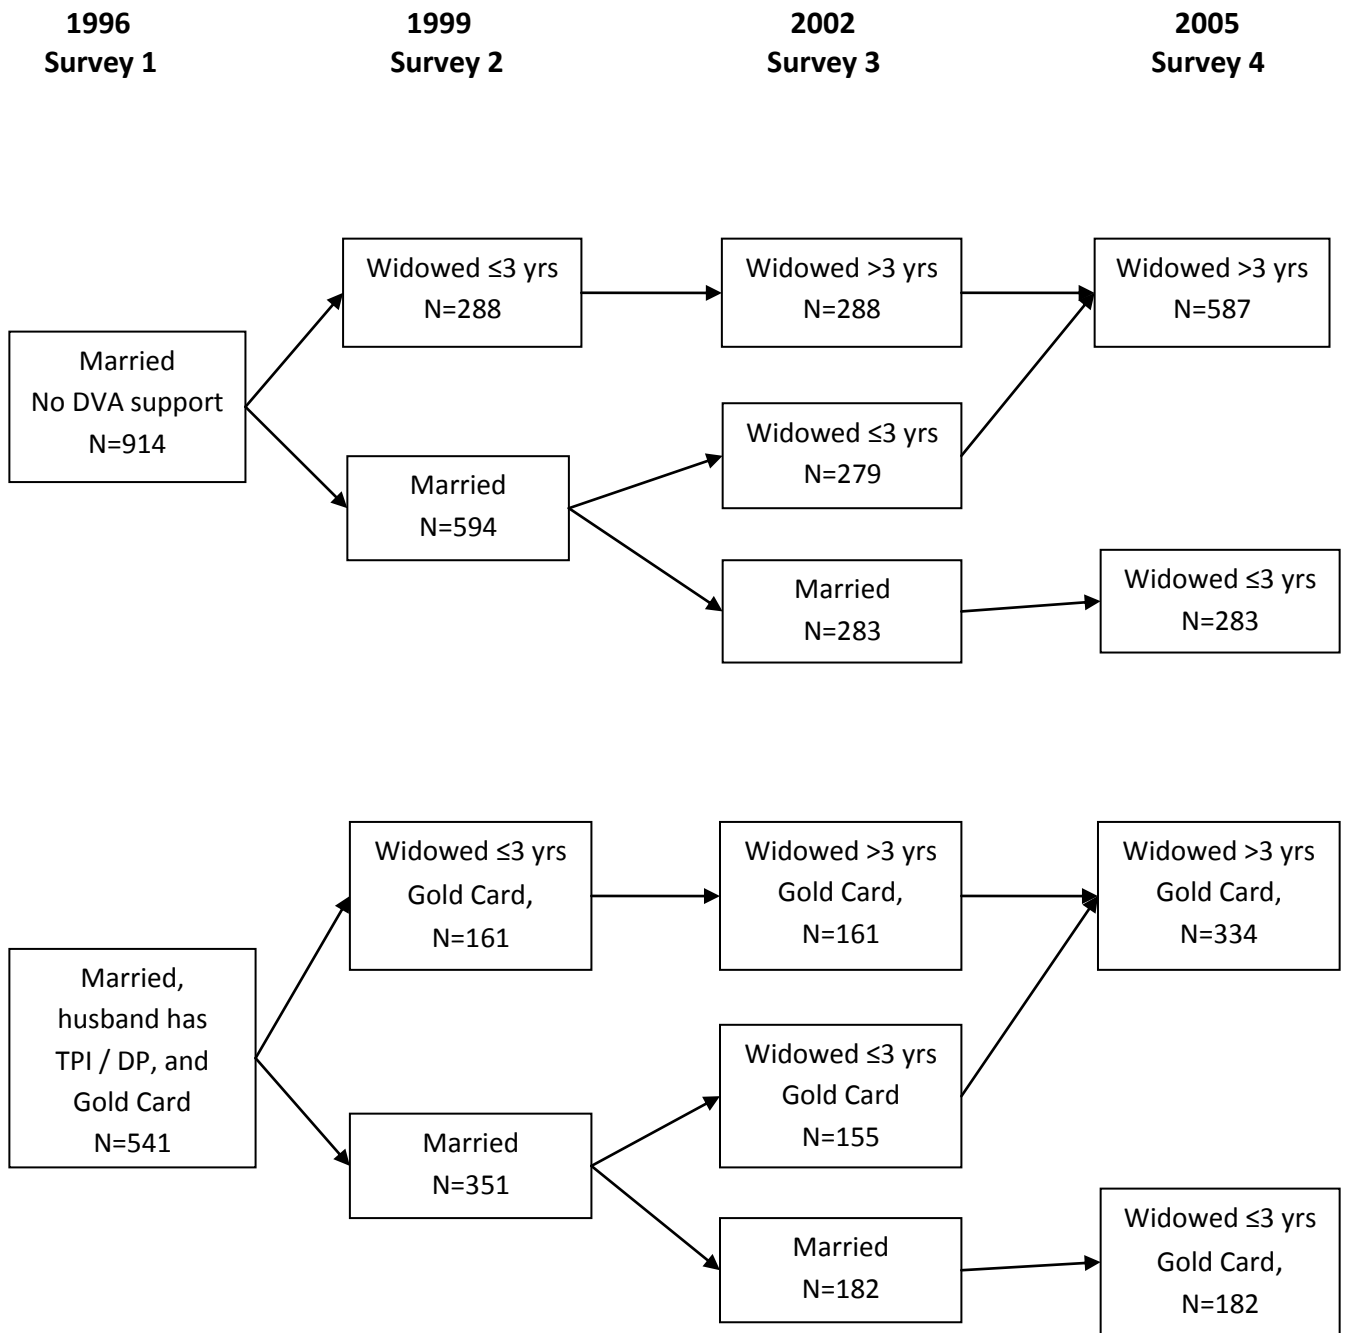 1996
Survey 1
1999
Survey 2
2002
Survey 3
2005
Survey 4
Married
No DVA support
N=914
Widowed ≤3 yrs
N=288
Married
N=594
Widowed >3 yrs
N=288
Widowed ≤3 yrs
N=279
Married
N=283
Widowed >3 yrs
N=587
Widowed ≤3 yrs
N=283
Married,
husband has
TPI / DP, and
Gold Card
N=541
Widowed ≤3 yrs
Gold Card,
N=161
Married
N=351
Widowed >3 yrs
Gold Card,
N=161
Widowed ≤3 yrs
Gold Card
N=155
Married
N=182
Widowed >3 yrs
Gold Card,
N=334
Widowed ≤3 yrs
Gold Card,
N=182